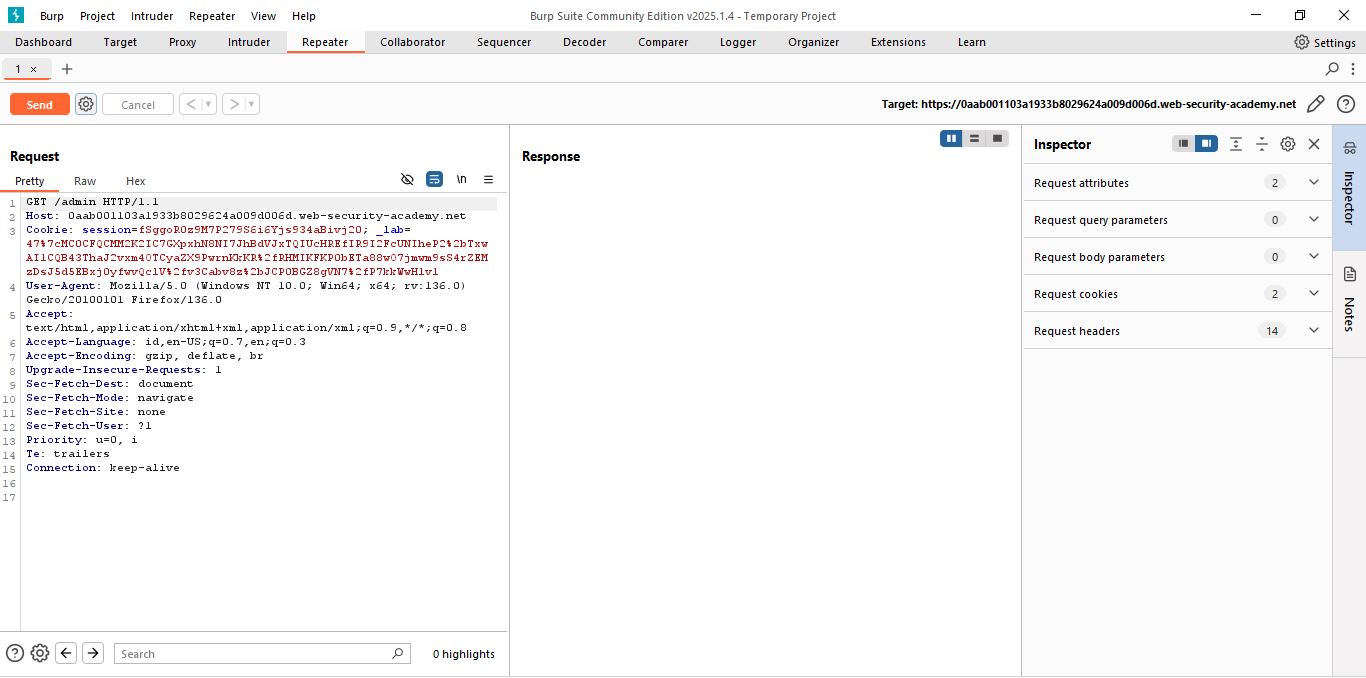 Burp Project Intruder Repeater View Help Burp Suite Community Edition v2025.1.4 - Temporary Project
Dashboard Target Proxy Intruder Repeater Collaborator Sequencer Decoder Comparer Logger Organizer Extensions Learn Settings
1 × +
Send Cancel < > Target: https://0aab001103a1933b8029624a009d006d.web-security-academy.net
Request
Pretty Raw Hex \n
1 GET /admin HTTP/1.1
2 Host: 0aab001103a1933b8029624a009d006d.web-security-academy.net
3 Cookie: session=fSggoR0z9M7P279S6i6Yjs934aBivj20; _lab=
47%7cMC0CFQCMM2K2IC7GXpxhN8NI7JhBdVJxTQIUcHREfIR9I2FcUNIheP2%2bTxw
AI1CQB43ThaJ2vxm40TCyaZX9PwrnKkKR%2fRHMIKFKP0bETa88w07jmwm9sS4rZEM
zDsJ5d5EBxj0yfwvQc1V%2fv3Cabv8z%2bJCP0BGZ8gVN7%2fP7kkWwH1v1
4 User-Agent: Mozilla/5.0 (Windows NT 10.0; Win64; x64; rv:136.0)
Gecko/20100101 Firefox/136.0
5 Accept:
text/html,application/xhtml+xml,application/xml;q=0.9,*/*;q=0.8
6 Accept-Language: id,en-US;q=0.7,en;q=0.3
7 Accept-Encoding: gzip, deflate, br
8 Upgrade-Insecure-Requests: 1
9 Sec-Fetch-Dest: document
10 Sec-Fetch-Mode: navigate
11 Sec-Fetch-Site: none
12 Sec-Fetch-User: ?1
13 Priority: u=0, i
14 Te: trailers
15 Connection: keep-alive
16
17
Search 0 highlights
Response
Inspector
Request attributes 2
Request query parameters 0
Request body parameters 0
Request cookies 2
Request headers 14
Inspector
Notes